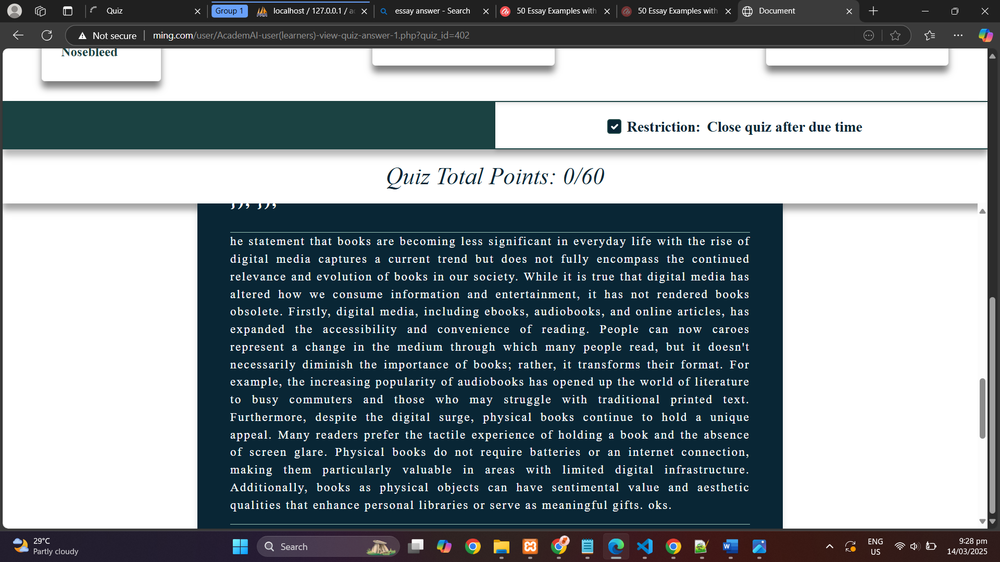 Quiz
Group 1
localhost / 127.0.0.1 / ac
essay answer - Search
50 Essay Examples with
50 Essay Examples with
Document
Not secure
ming.com/user/AcademAI-user(learners)-view-quiz-answer-1.php?quiz_id=402
Nosebleed
Restriction: Close quiz after due time
Quiz Total Points: 0/60
}); });
he statement that books are becoming less significant in everyday life with the rise of
digital media captures a current trend but does not fully encompass the continued
relevance and evolution of books in our society. While it is true that digital media has
altered how we consume information and entertainment, it has not rendered books
obsolete. Firstly, digital media, including ebooks, audiobooks, and online articles, has
expanded the accessibility and convenience of reading. People can now caroes
represent a change in the medium through which many people read, but it doesn't
necessarily diminish the importance of books; rather, it transforms their format. For
example, the increasing popularity of audiobooks has opened up the world of literature
to busy commuters and those who may struggle with traditional printed text.
Furthermore, despite the digital surge, physical books continue to hold a unique
appeal. Many readers prefer the tactile experience of holding a book and the absence
of screen glare. Physical books do not require batteries or an internet connection,
making them particularly valuable in areas with limited digital infrastructure.
Additionally, books as physical objects can have sentimental value and aesthetic
qualities that enhance personal libraries or serve as meaningful gifts. oks.
29°C
Partly cloudy
Search
ENG
US
9:28 pm
14/03/2025